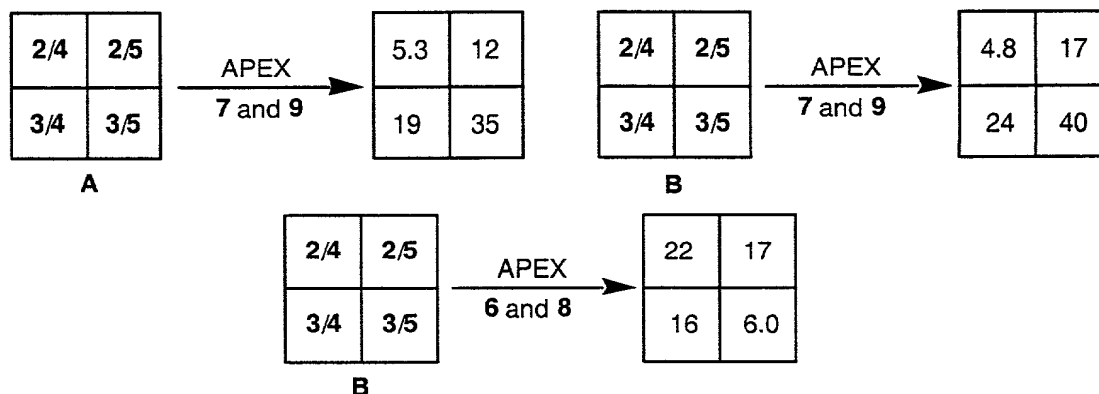 2/4 2/5
3/4 3/5
A
APEX
7 and 9
5.3 12
19 35
2/4 2/5
3/4 3/5
B
APEX
7 and 9
4.8 17
24 40
2/4 2/5
3/4 3/5
B
APEX
6 and 8
22 17
16 6.0